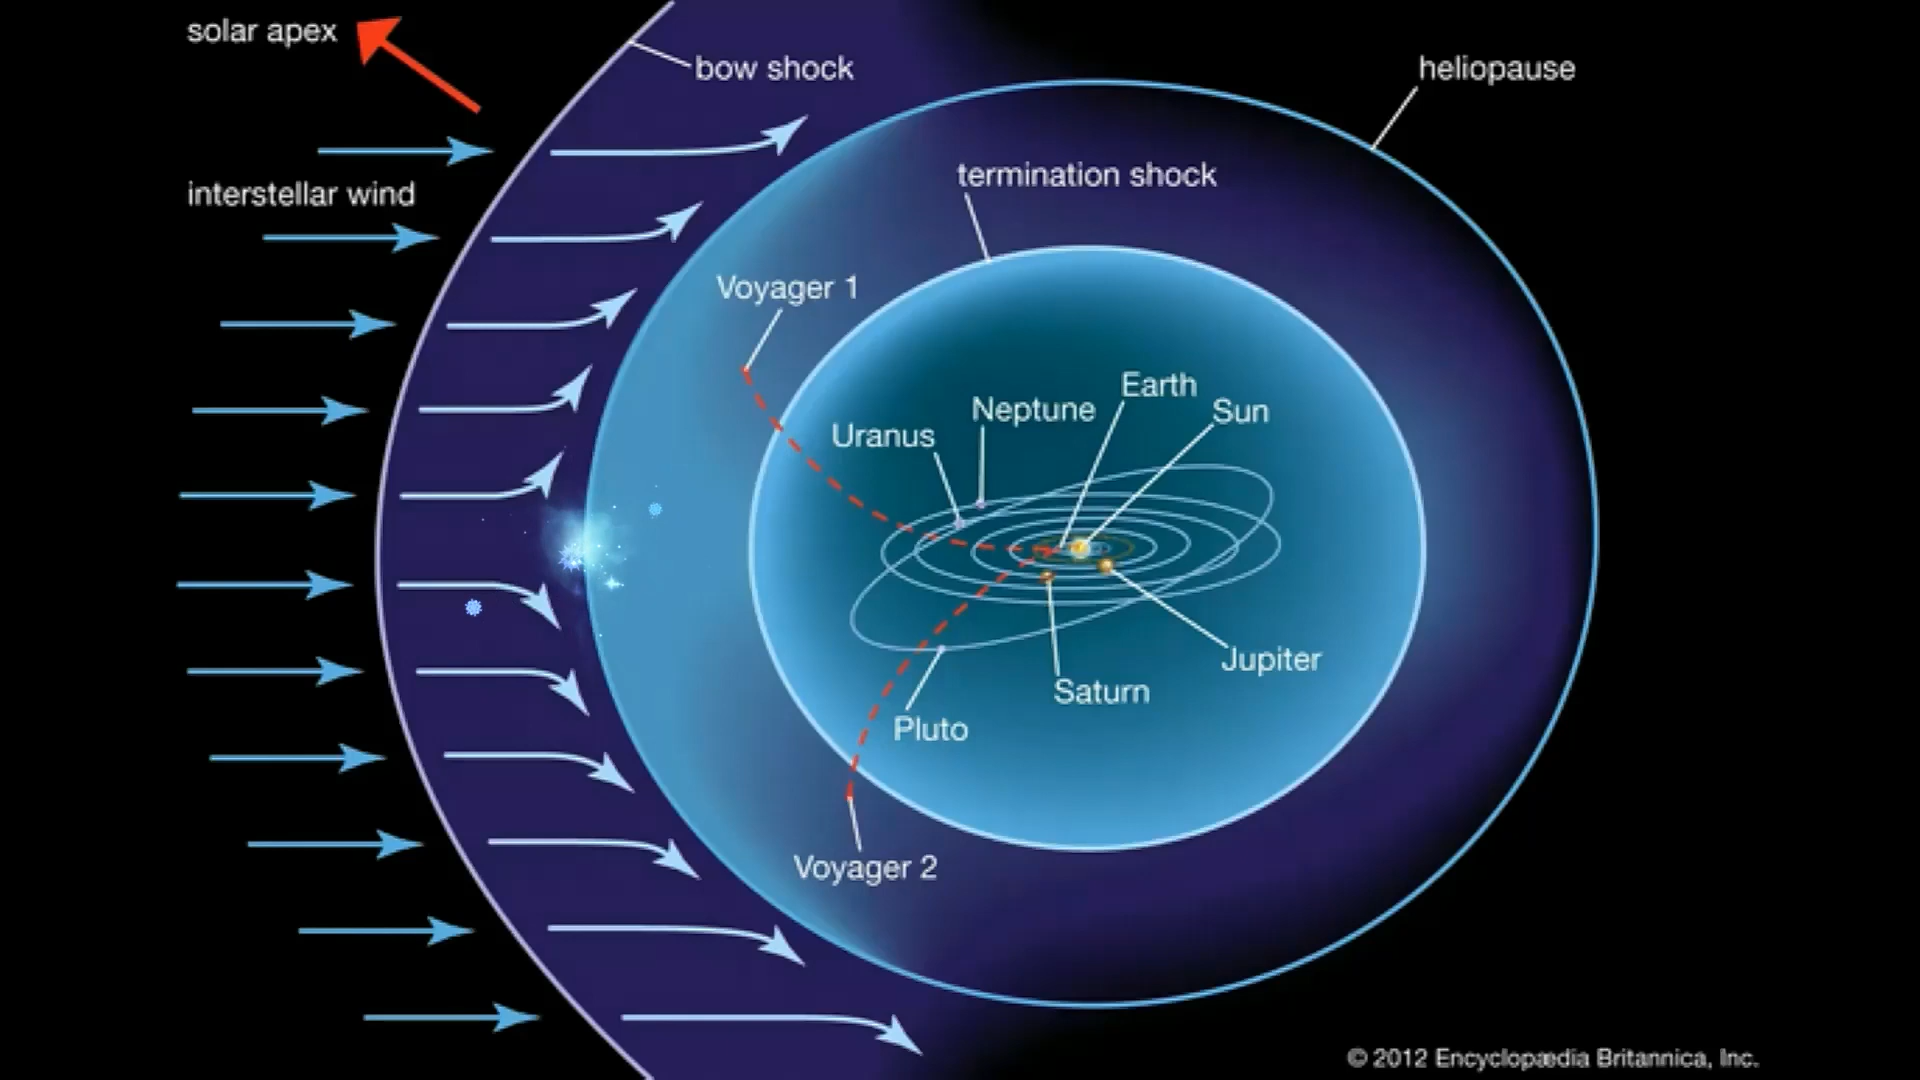 solar apex
bow shock
heliopause
interstellar wind
termination shock
Voyager 1
Earth
Neptune
Sun
Uranus
Jupiter
Saturn
Pluto
Voyager 2
© 2012 Encyclopædia Britannica, Inc.